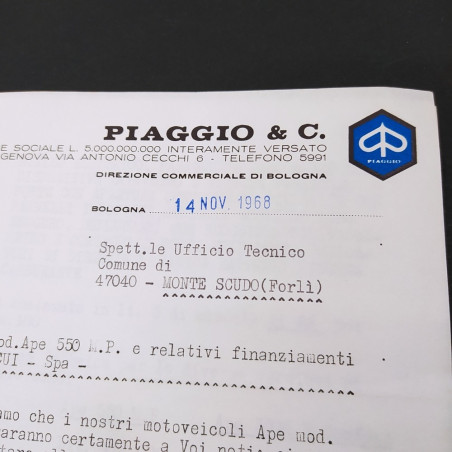 PIAGGIO & C.
E SOCIALE L. 5.000.000.000 INTERAMENTE VERSATO
GENOVA VIA ANTONIO CECCHI 6 - TELEFONO 5991
DIREZIONE COMMERCIALE DI BOLOGNA
PIAGGIO
BOLOGNA 14 NOV. 1968
Spett.le Ufficio Tecnico
Comune di
47040 - MONTE SCUDO(Forlì)
od.Ape 550 M.P. e relativi finanziamenti
CUI - Spa -
amo che i nostri motoveicoli Ape mod.
aranno certamente a Voi